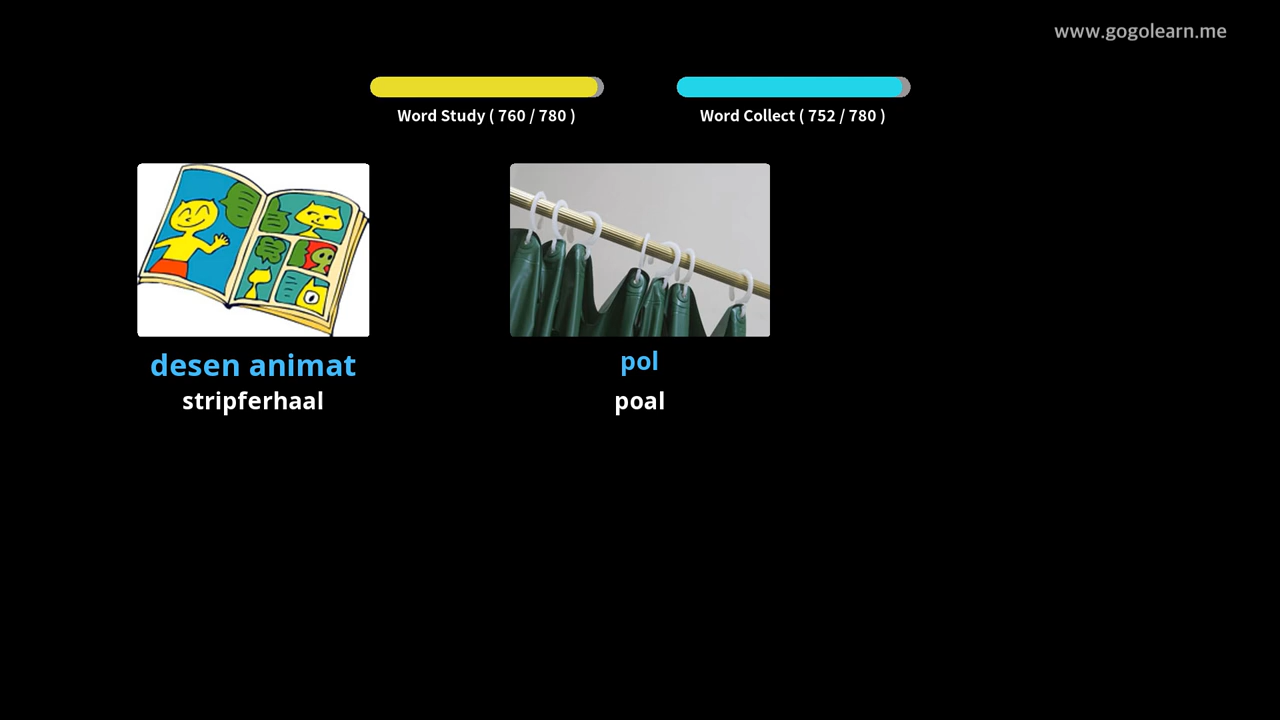 www.gogolearn.me
Word Study ( 760 / 780 )
Word Collect ( 752 / 780 )
desen animat
stripferhaal
pol
poal